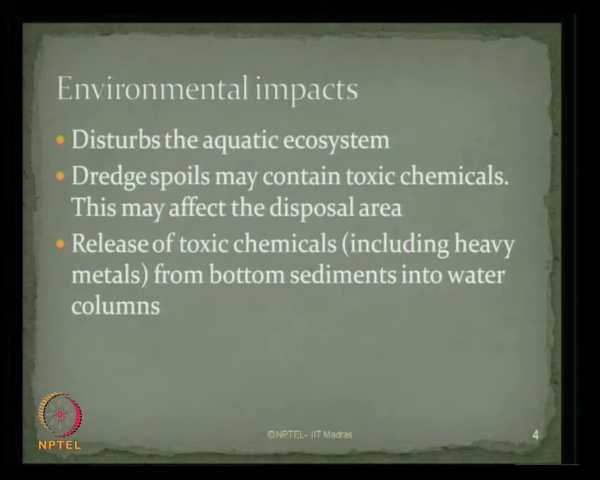 Environmental impacts
• Disturbs the aquatic ecosystem
• Dredge spoils may contain toxic chemicals.
This may affect the disposal area
• Release of toxic chemicals (including heavy
metals) from bottom sediments into water
columns
NPTEL
©NPTEL- IIT Madras
4